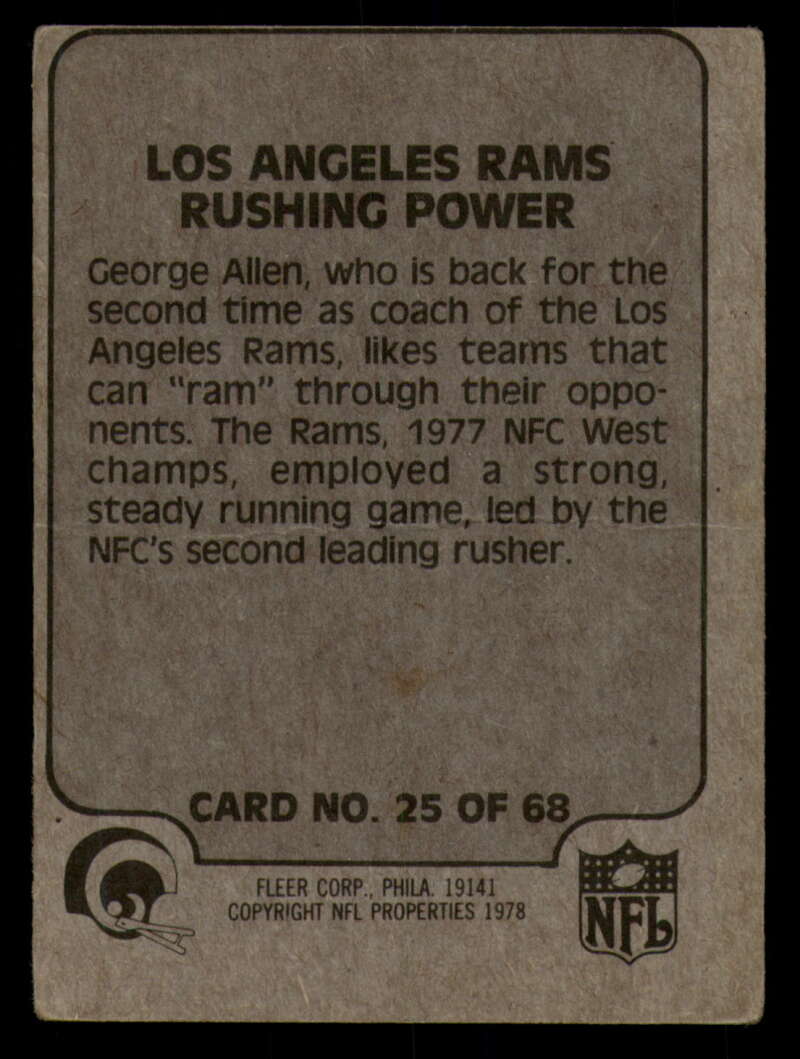 LOS ANGELES RAMS
RUSHING POWER
George Allen, who is back for the
second time as coach of the Los
Angeles Rams, likes teams that
can "ram" through their oppo-
nents. The Rams, 1977 NFC West
champs, employed a strong,
steady running game, led by the
NFC's second leading rusher.
CARD NO. 25 OF 68
FLEER CORP., PHILA. 19141
COPYRIGHT NFL PROPERTIES 1978
NFL